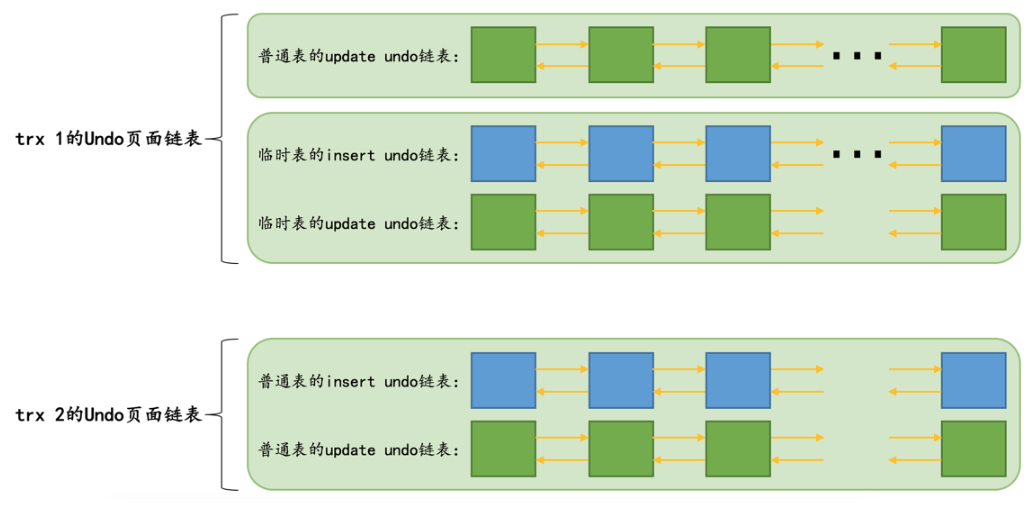 普通表的update undo链表：
trx 1的Undo页面链表
临时表的insert undo链表：
临时表的update undo链表：
普通表的insert undo链表：
trx 2的Undo页面链表
普通表的update undo链表：